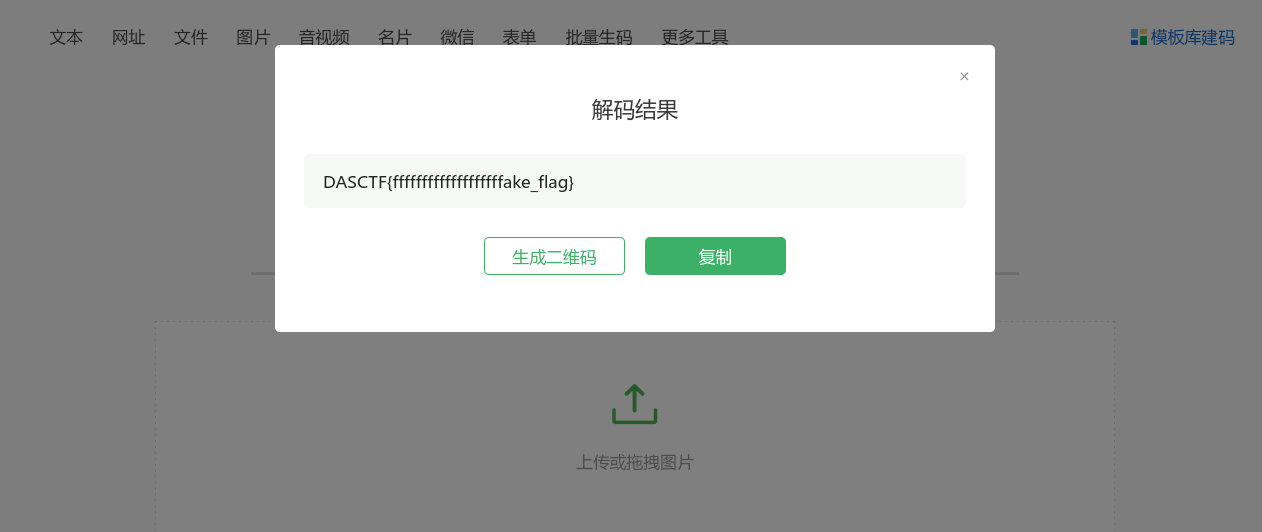 文本 网址 文件 图片 音视频 名片 微信 表单 批量生码 更多工具 模板库建码
×
解码结果
DASCTF{fffffffffffffffffffake_flag}
生成二维码 复制
上传或拖拽图片